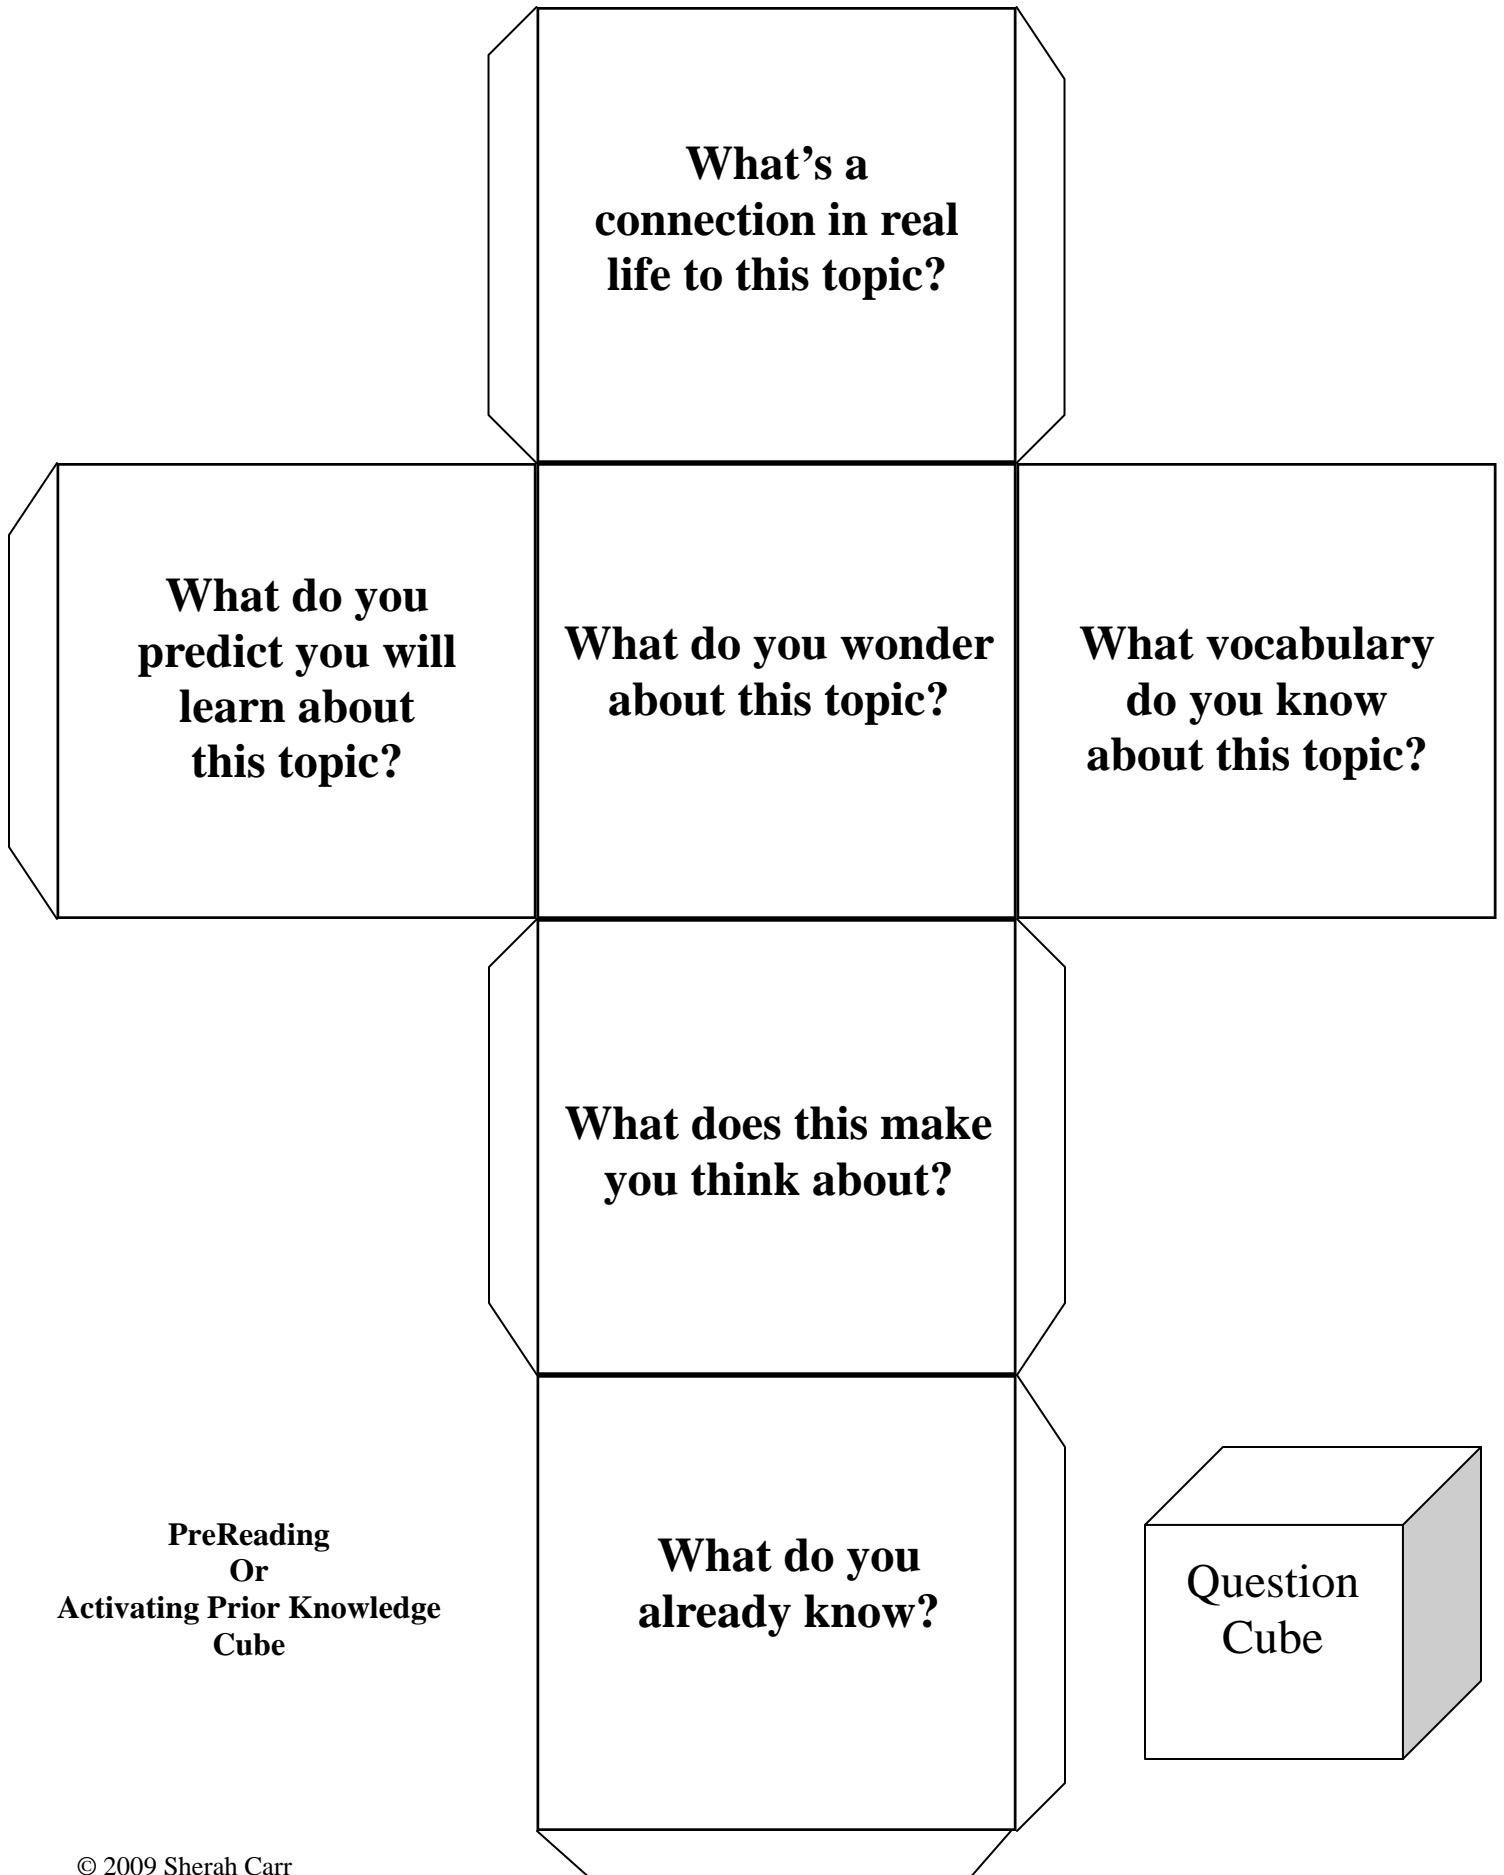 What’s a
connection in real
life to this topic?
What do you
predict you will
learn about
this topic?
What do you wonder
about this topic?
What vocabulary
do you know
about this topic?
What does this make
you think about?
What do you
already know?
PreReading
Or
Activating Prior Knowledge
Cube
Question
Cube
© 2009 Sherah Carr